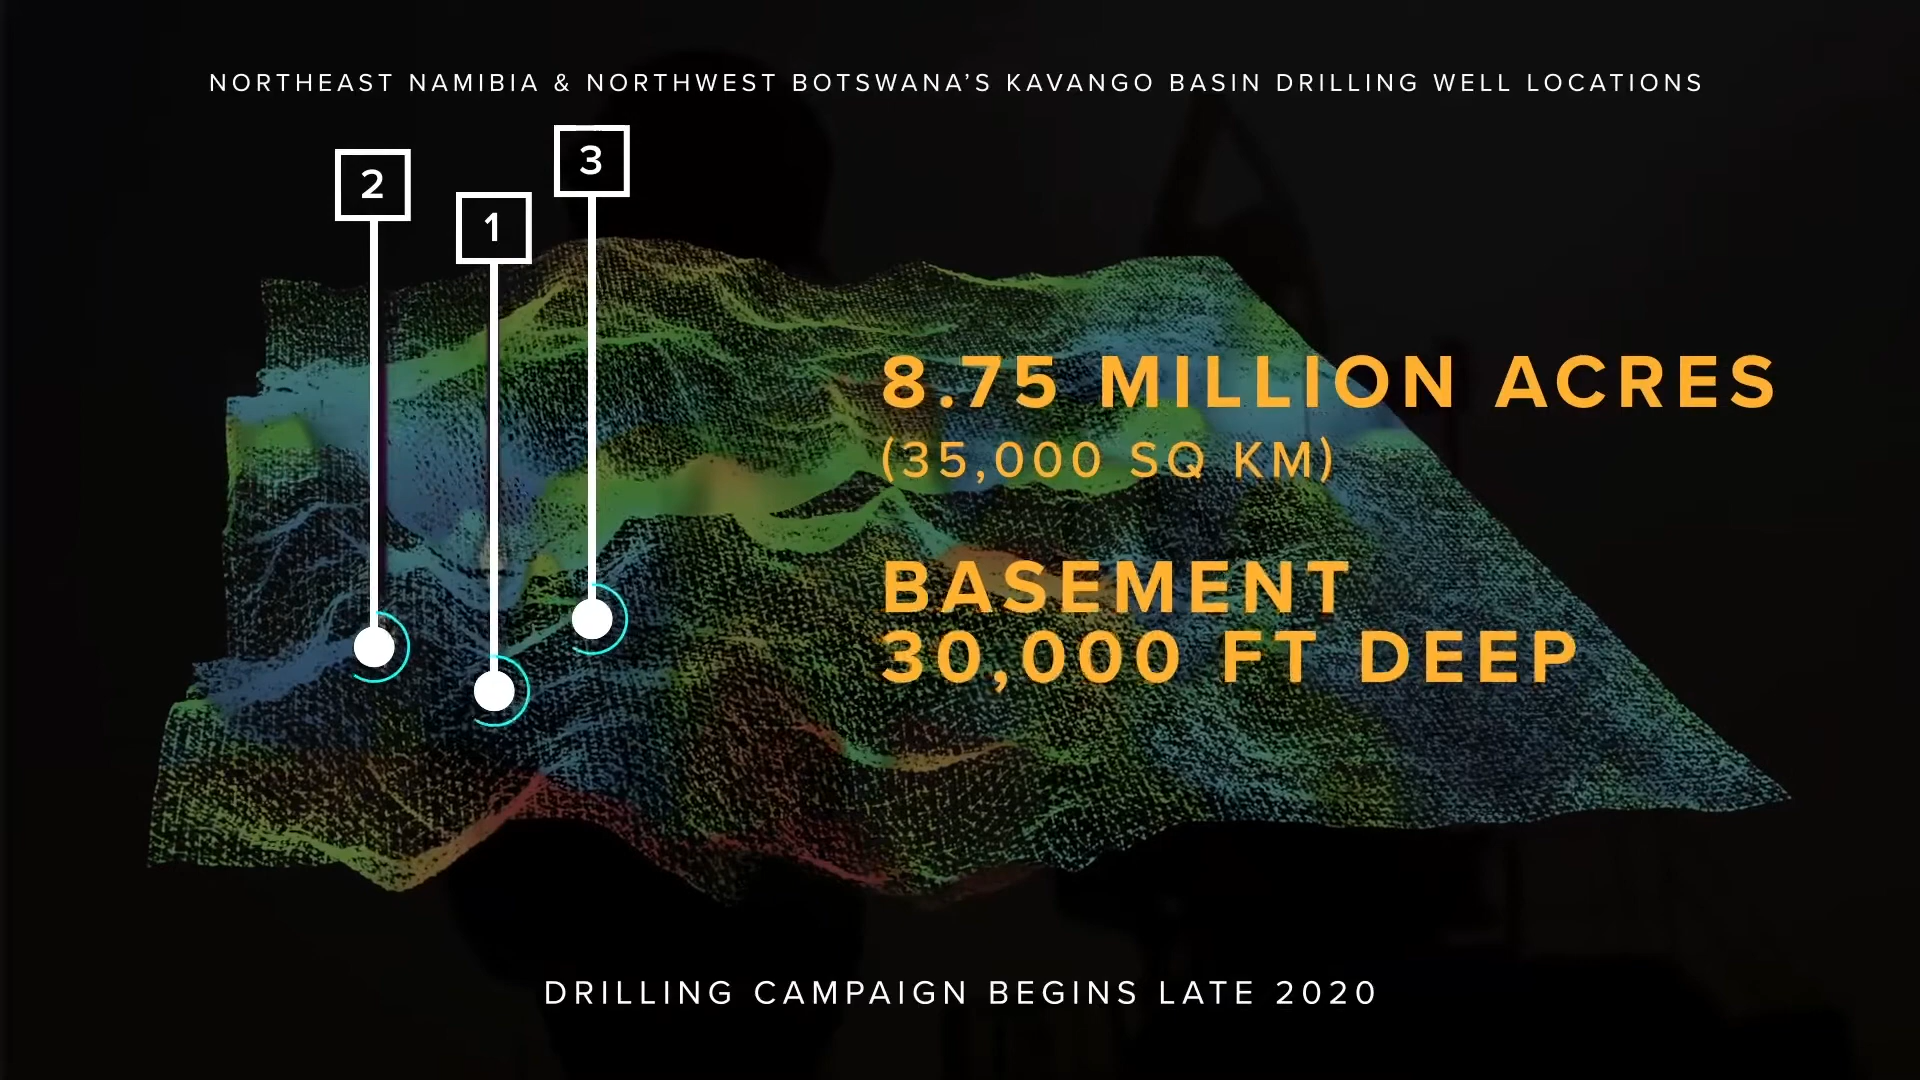 NORTHEAST NAMIBIA & NORTHWEST BOTSWANA’S KAVANGO BASIN DRILLING WELL LOCATIONS
3
2
1
8.75 MILLION ACRES
(35,000 SQ KM)
BASEMENT
30,000 FT DEEP
DRILLING CAMPAIGN BEGINS LATE 2020